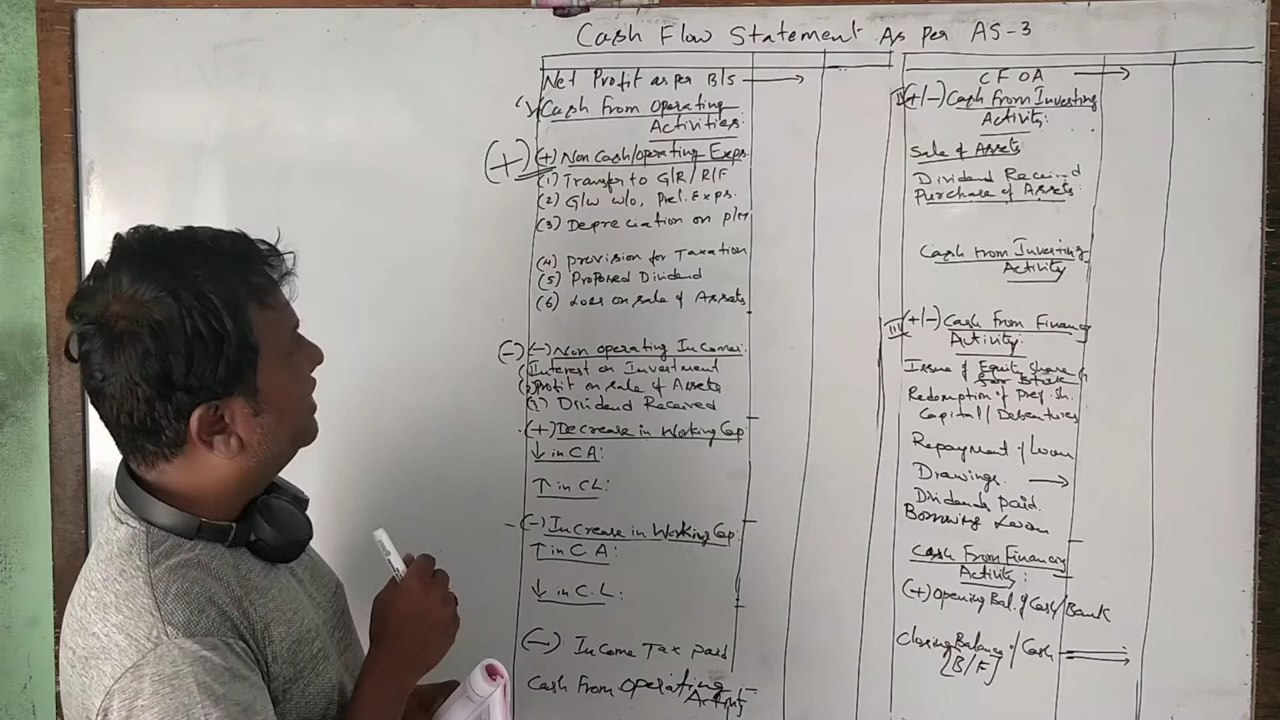 Cash Flow Statement As Per AS-3
Net Profit as per B/S
Cash From Operating
Activities:
(+) (+) Non Cash/Operating Exps
(1) Transfer to G/R / R/F
(2) G/W w/o, Prel. Exps.
(3) Depreciation on P/M
(4) Provision for Taxation
(5) Proposed Dividend
(6) Loss on sale of Assets
(-) (-) Non operating Incomes:
Interest on Investment
Profit on sale of Assets
(3) Dividend Received
(+) Decrease in Working Cap
↓ in CA:
↑ in CL:
(-) Increase in Working Cap:
↑ in C A:
↓ in C.L:
(-) Income Tax paid
Cash From Operating
CFOA
II (+/-) Cash From Investing
Activity:
Sale of Assets
Dividend Received
Purchase of Assets:
Cash From Investing
Activity
III (+/-) Cash From Financing
Activity:
Issue of Equity Share
Redemption of Pref. Sh.
Capital / Debentures
Repayment of Loan
Drawings
Dividends paid.
Borrowing Loan
Cash From Financing
Activity:
(+) Opening Bal. of Cash/Bank
Closing Balance of Cash
[B/F]